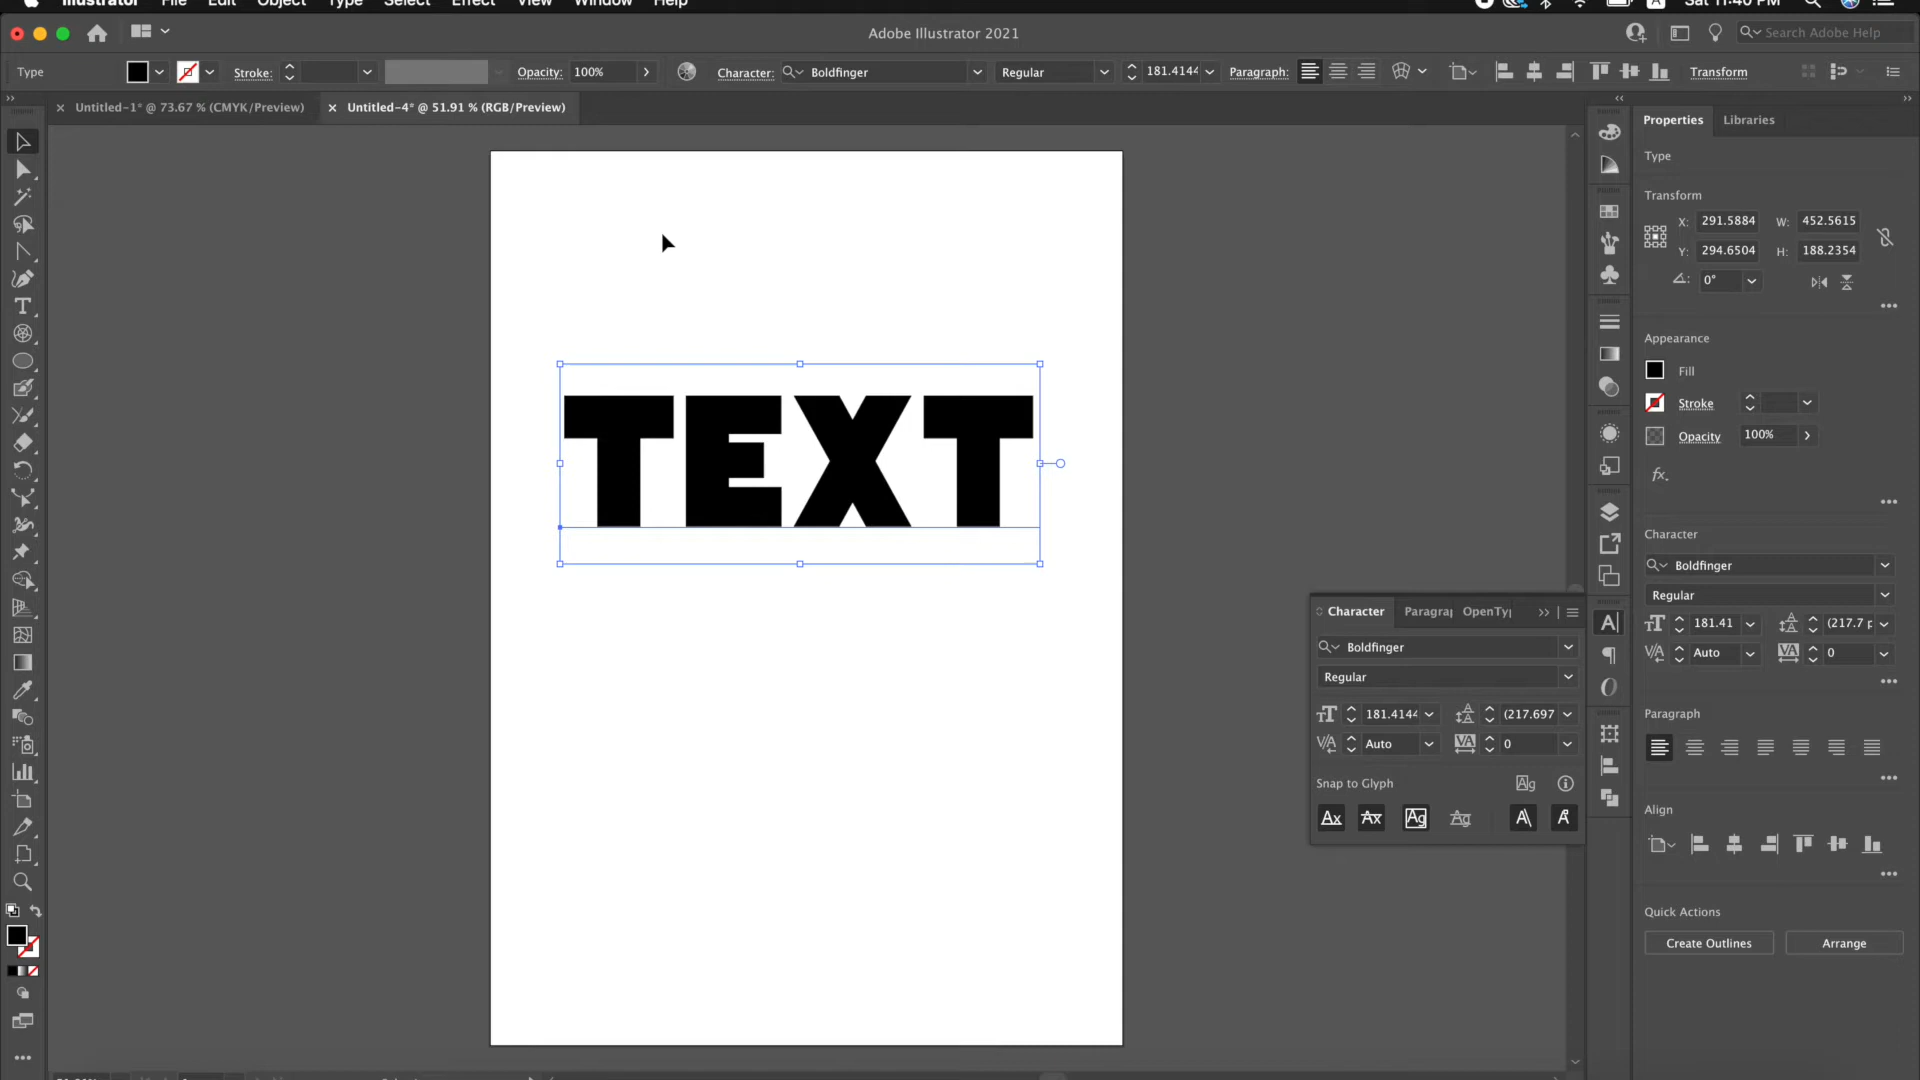 Illustrator File Edit Object Type Select Effect View Window Help A Sat 11:40 PM
Adobe Illustrator 2021 Search Adobe Help
Type Stroke: Opacity: 100% Character: Boldfinger Regular 181.4144 Paragraph: Transform
Untitled-1* @ 73.67 % (CMYK/Preview) Untitled-4* @ 51.91 % (RGB/Preview)
Properties Libraries
Type
Transform
X: 291.5884 W: 452.5615
Y: 294.6504 H: 188.2354
0°
Appearance
Fill
Stroke
Opacity 100%
fx.
TEXT
Character
Boldfinger
Regular
181.41 (217.7 p
Auto 0
Paragraph
Align
Quick Actions
Create Outlines Arrange
Character Paragrap OpenTyp
Boldfinger
Regular
181.4144 (217.697
Auto 0
Snap to Glyph Ag
Ax Ax Ag Ag A A